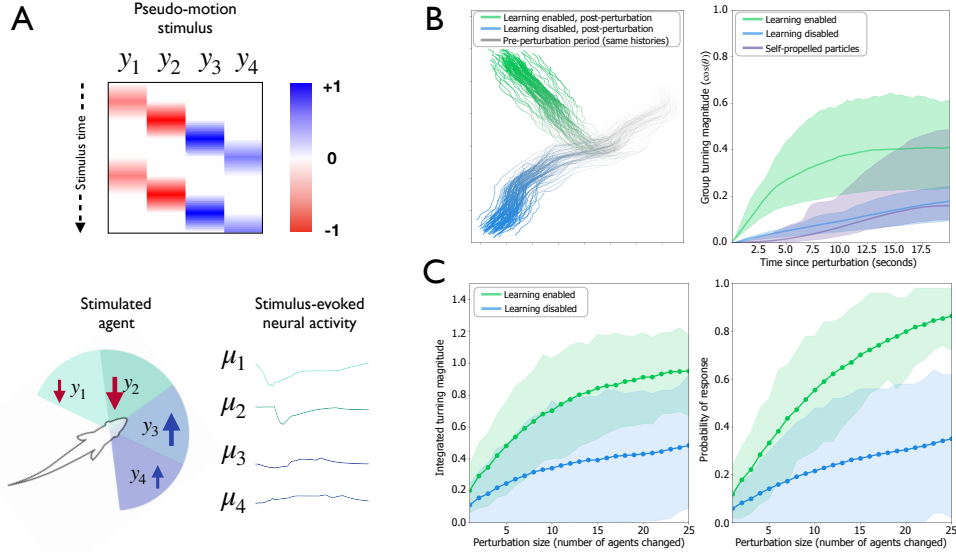 A
Pseudo-motion
stimulus
y1 y2 y3 y4
Stimulus time
+1
0
-1
Stimulated
agent
y1
y2
y3
y4
Stimulus-evoked
neural activity
μ1
μ2
μ3
μ4
B
Learning enabled, post-perturbation
Learning disabled, post-perturbation
Pre-perturbation period (same histories)
Learning enabled
Learning disabled
Self-propelled particles
Group turning magnitude (cos(θ))
1.0
0.8
0.6
0.4
0.2
0.0
2.5 5.0 7.5 10.0 12.5 15.0 17.5
Time since perturbation (seconds)
C
Learning enabled
Learning disabled
Integrated turning magnitude
1.4
1.2
1.0
0.8
0.6
0.4
0.2
0.0
5 10 15 20 25
Perturbation size (number of agents changed)
Probability of response
1.0
0.8
0.6
0.4
0.2
0.0
5 10 15 20 25
Perturbation size (number of agents changed)